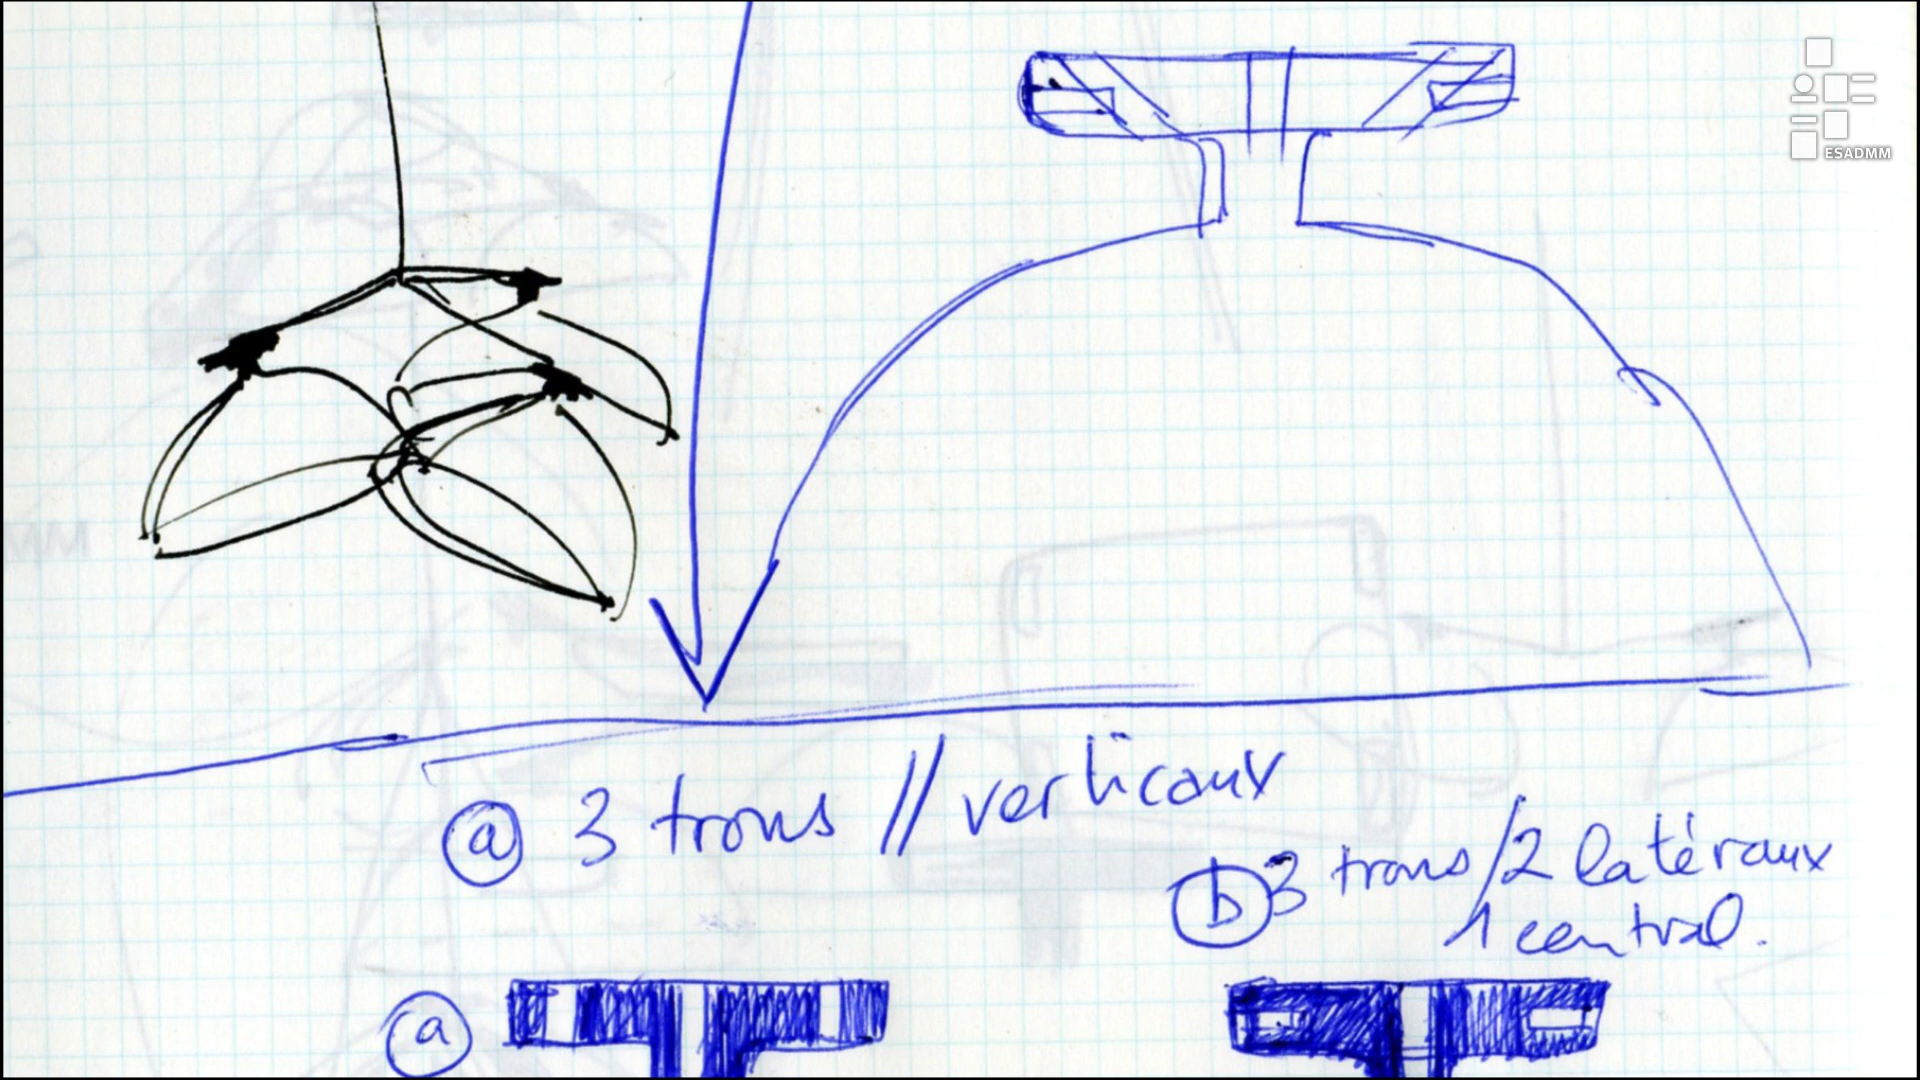 ESADMM
ⓐ 3 trous // verticaux
ⓑ 3 trous / 2 latéraux
1 central.
ⓐ